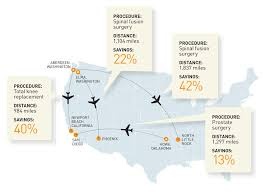 PROCEDURE:
Spinal fusion
surgery
DISTANCE:
1,104 miles
SAVINGS:
22%
PROCEDURE:
Spinal fusion
surgery
DISTANCE:
1,837 miles
SAVINGS:
42%
ABERDEEN
WASHINGTON
ELMA,
WASHINGTON
PROCEDURE:
Total knee
replacement
DISTANCE:
984 miles
SAVINGS:
40%
PROCEDURE:
Prostate
surgery
DISTANCE:
1,297 miles
SAVINGS:
13%
NEWPORT
BEACH
CALIFORNIA
SAN
DIEGO
PHOENIX
HOME
OKLAHOMA
NORTH
LITTLE
ROCK